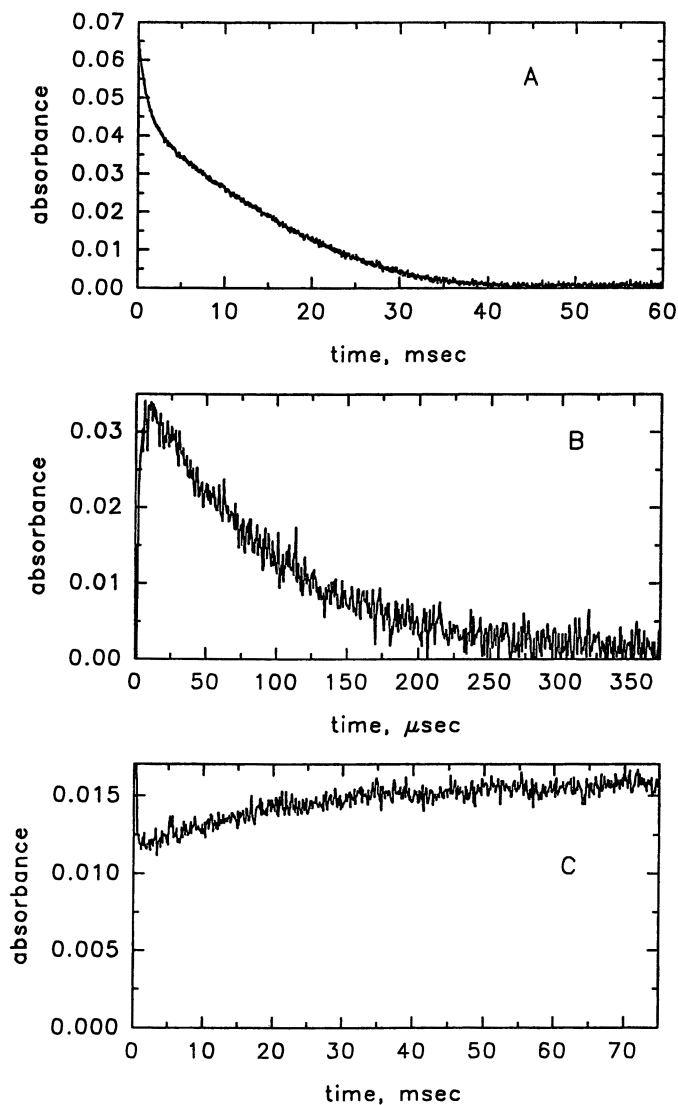 A
absorbance
0.07
0.06
0.05
0.04
0.03
0.02
0.01
0.00
0 10 20 30 40 50 60
time, msec
B
absorbance
0.03
0.02
0.01
0.00
0 50 100 150 200 250 300 350
time, μsec
C
absorbance
0.015
0.010
0.005
0.000
0 10 20 30 40 50 60 70
time, msec